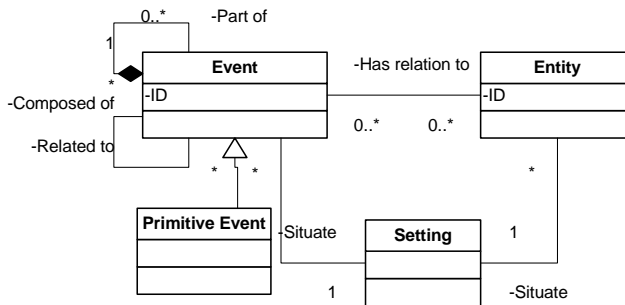 0..*
-Part of
1
Event
-Has relation to
Entity
*
-ID
-ID
-Composed of
0..*
0..*
-Related to
*
*
*
Primitive Event
-Situate
Setting
1
1
-Situate